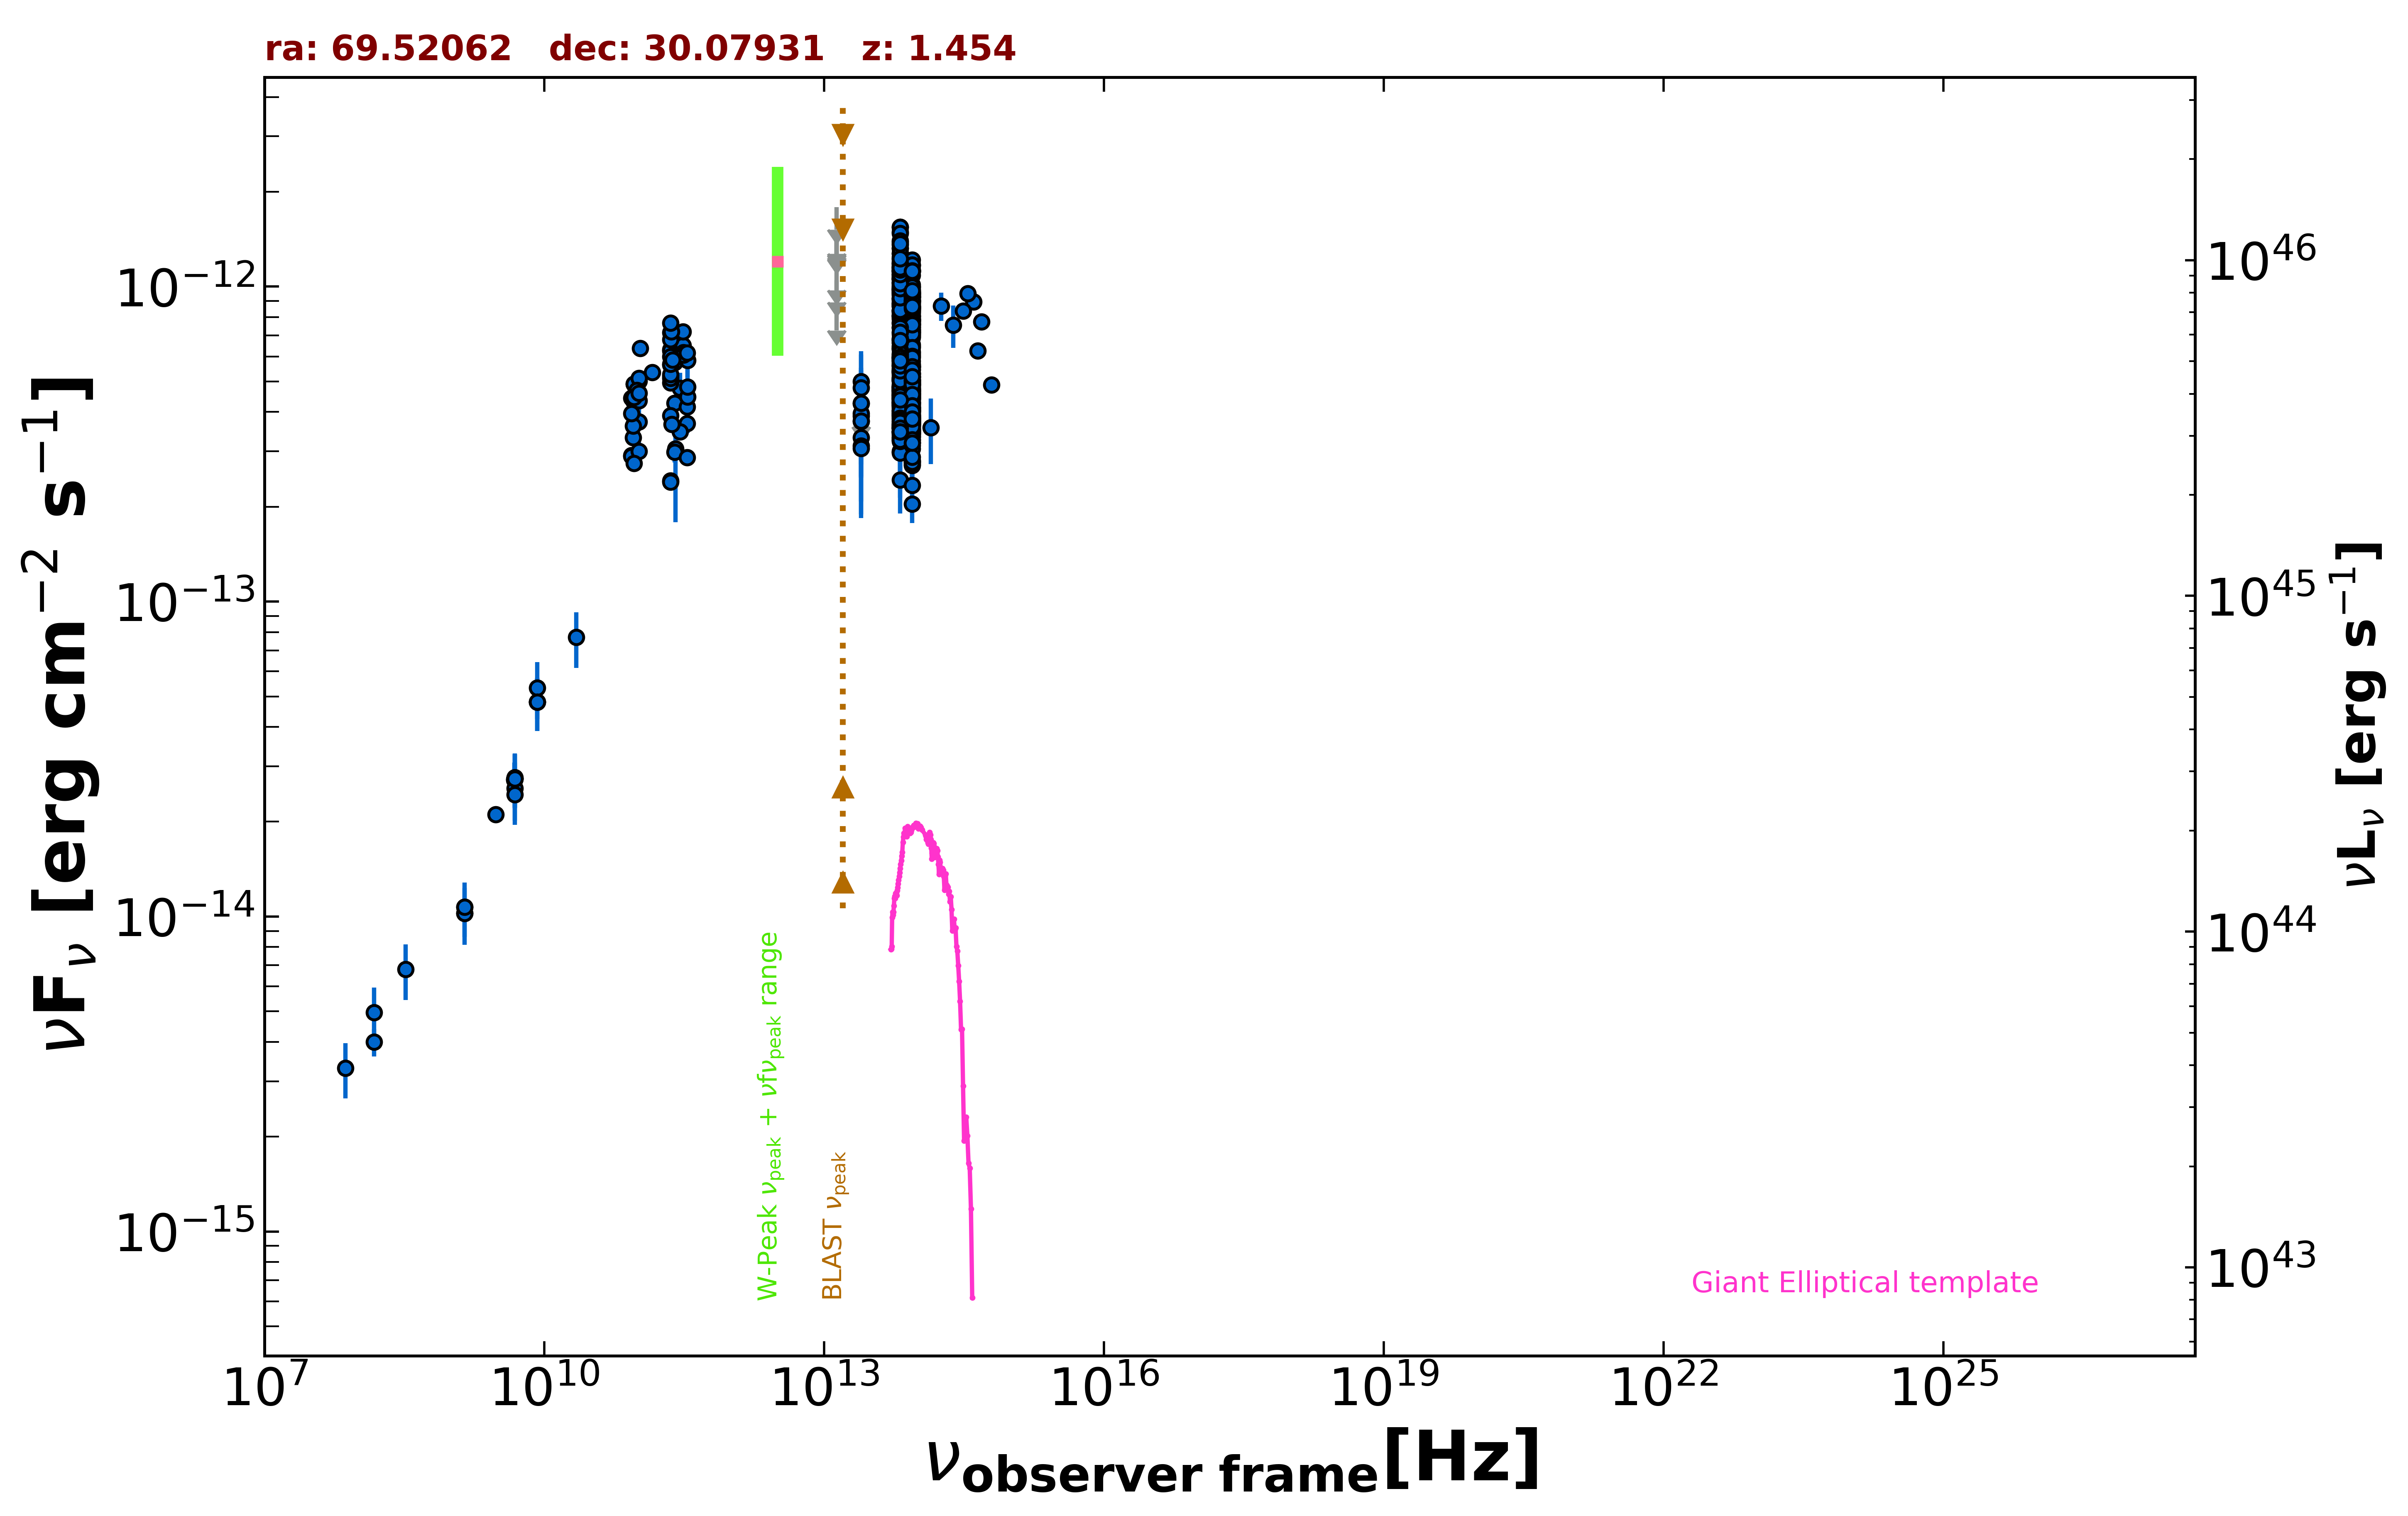 ra: 69.52062   dec: 30.07931   z: 1.454
νF_ν [erg cm^−2 s^−1]
10^−12
10^−13
10^−14
10^−15
10^46
10^45
10^44
10^43
νL_ν [erg s^−1]
W-Peak ν_peak + νfν_peak range
BLAST ν_peak
Giant Elliptical template
10^7 10^10 10^13 10^16 10^19 10^22 10^25
ν_observer frame[Hz]